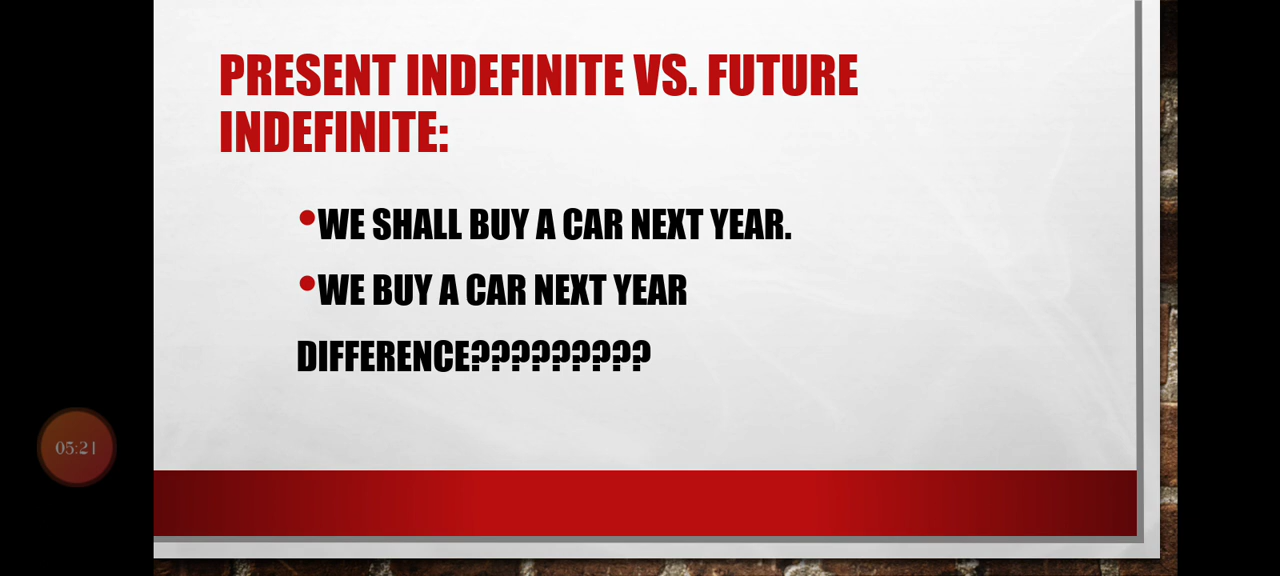 PRESENT INDEFINITE VS. FUTURE
INDEFINITE:
•WE SHALL BUY A CAR NEXT YEAR.
•WE BUY A CAR NEXT YEAR
DIFFERENCE?????????
05:21